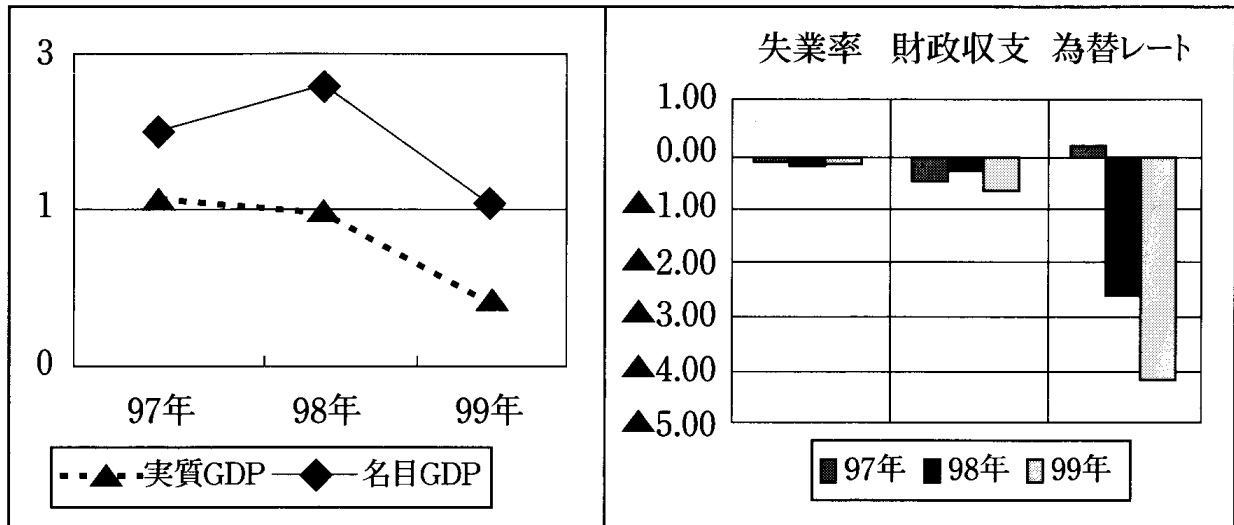 3
1
0
97年 98年 99年
実質GDP 名目GDP
失業率 財政収支 為替レート
1.00
0.00
▲1.00
▲2.00
▲3.00
▲4.00
▲5.00
97年 98年 99年